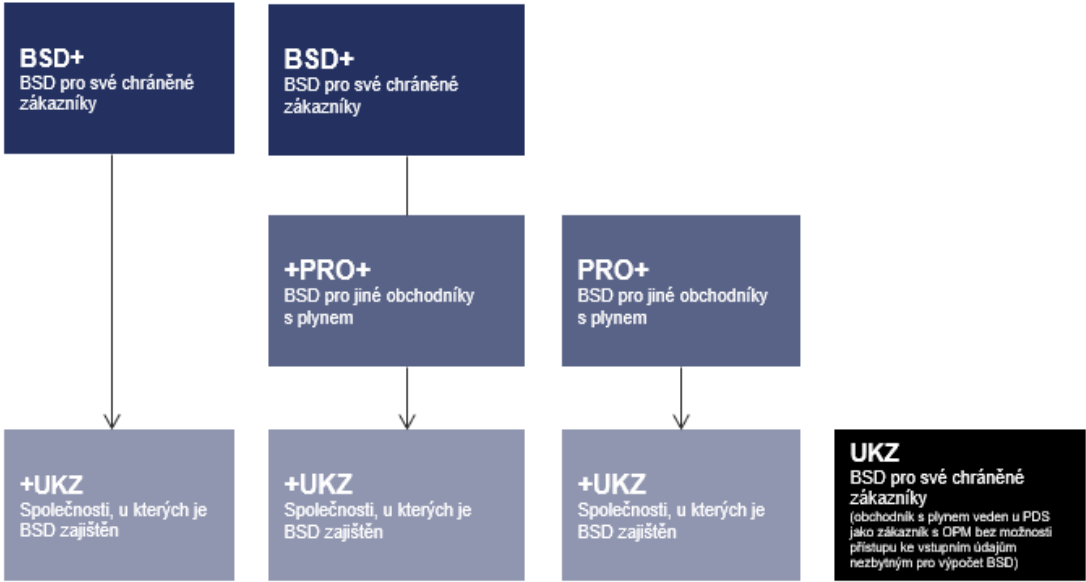 BSD+
BSD pro své chráněné
zákazníky
BSD+
BSD pro své chráněné
zákazníky
+PRO+
BSD pro jiné obchodníky
s plynem
PRO+
BSD pro jiné obchodníky
s plynem
+UKZ
Společnosti, u kterých je
BSD zajištěn
+UKZ
Společnosti, u kterých je
BSD zajištěn
+UKZ
Společnosti, u kterých je
BSD zajištěn
UKZ
BSD pro své chráněné
zákazníky
(obchodník s plynem veden u PDS
jako zákazník s OPM bez možnosti
přístupu ke vstupním údajům
nezbytným pro výpočet BSD)